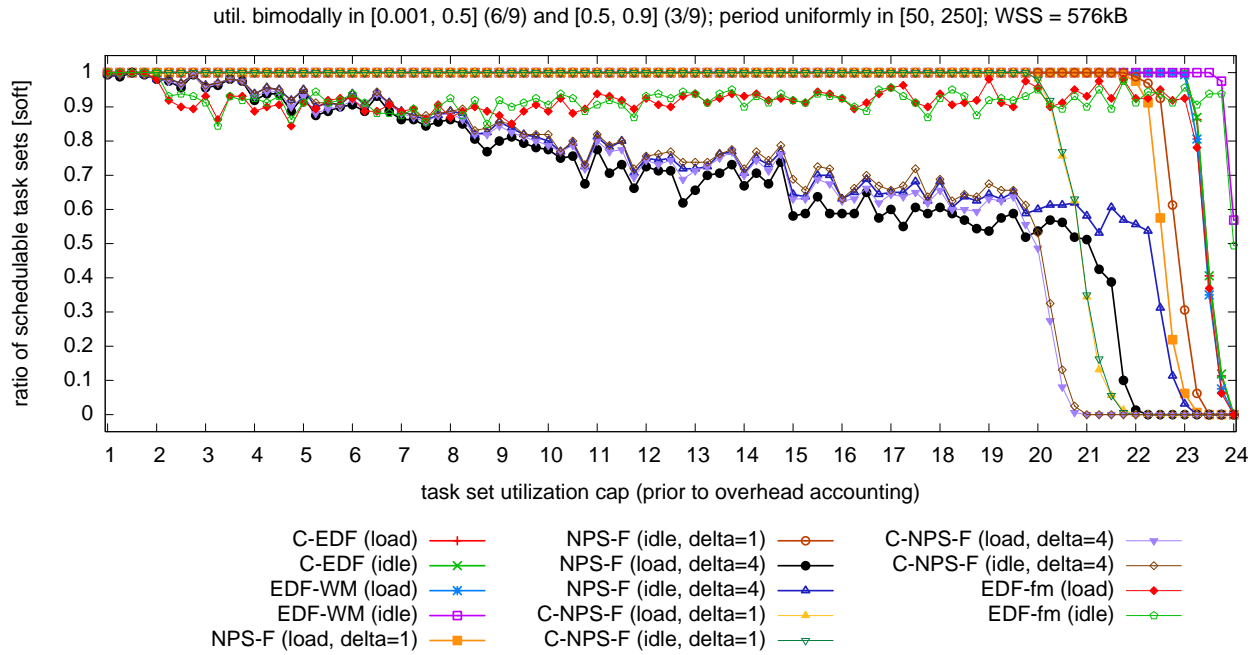 util. bimodally in [0.001, 0.5] (6/9) and [0.5, 0.9] (3/9); period uniformly in [50, 250]; WSS = 576kB
ratio of schedulable task sets [soft]
1
0.9
0.8
0.7
0.6
0.5
0.4
0.3
0.2
0.1
0
1 2 3 4 5 6 7 8 9 10 11 12 13 14 15 16 17 18 19 20 21 22 23 24
task set utilization cap (prior to overhead accounting)
C-EDF (load)
C-EDF (idle)
EDF-WM (load)
EDF-WM (idle)
NPS-F (load, delta=1)
NPS-F (idle, delta=1)
NPS-F (load, delta=4)
NPS-F (idle, delta=4)
C-NPS-F (load, delta=1)
C-NPS-F (idle, delta=1)
C-NPS-F (load, delta=4)
C-NPS-F (idle, delta=4)
EDF-fm (load)
EDF-fm (idle)